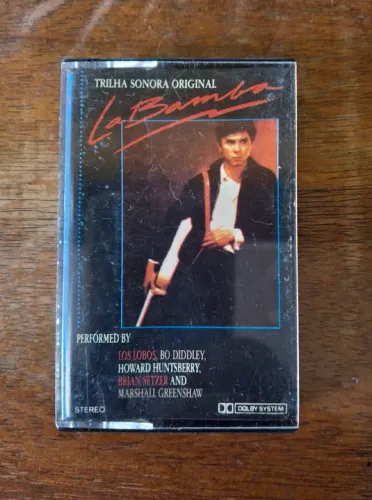 TRILHA SONORA ORIGINAL
La Bamba
PERFORMED BY
LOS LOBOS, BO DIDDLEY,
HOWARD HUNTSBERRY,
BRIAN SETZER AND
MARSHALL GREENSHAW
STEREO
DOLBY SYSTEM